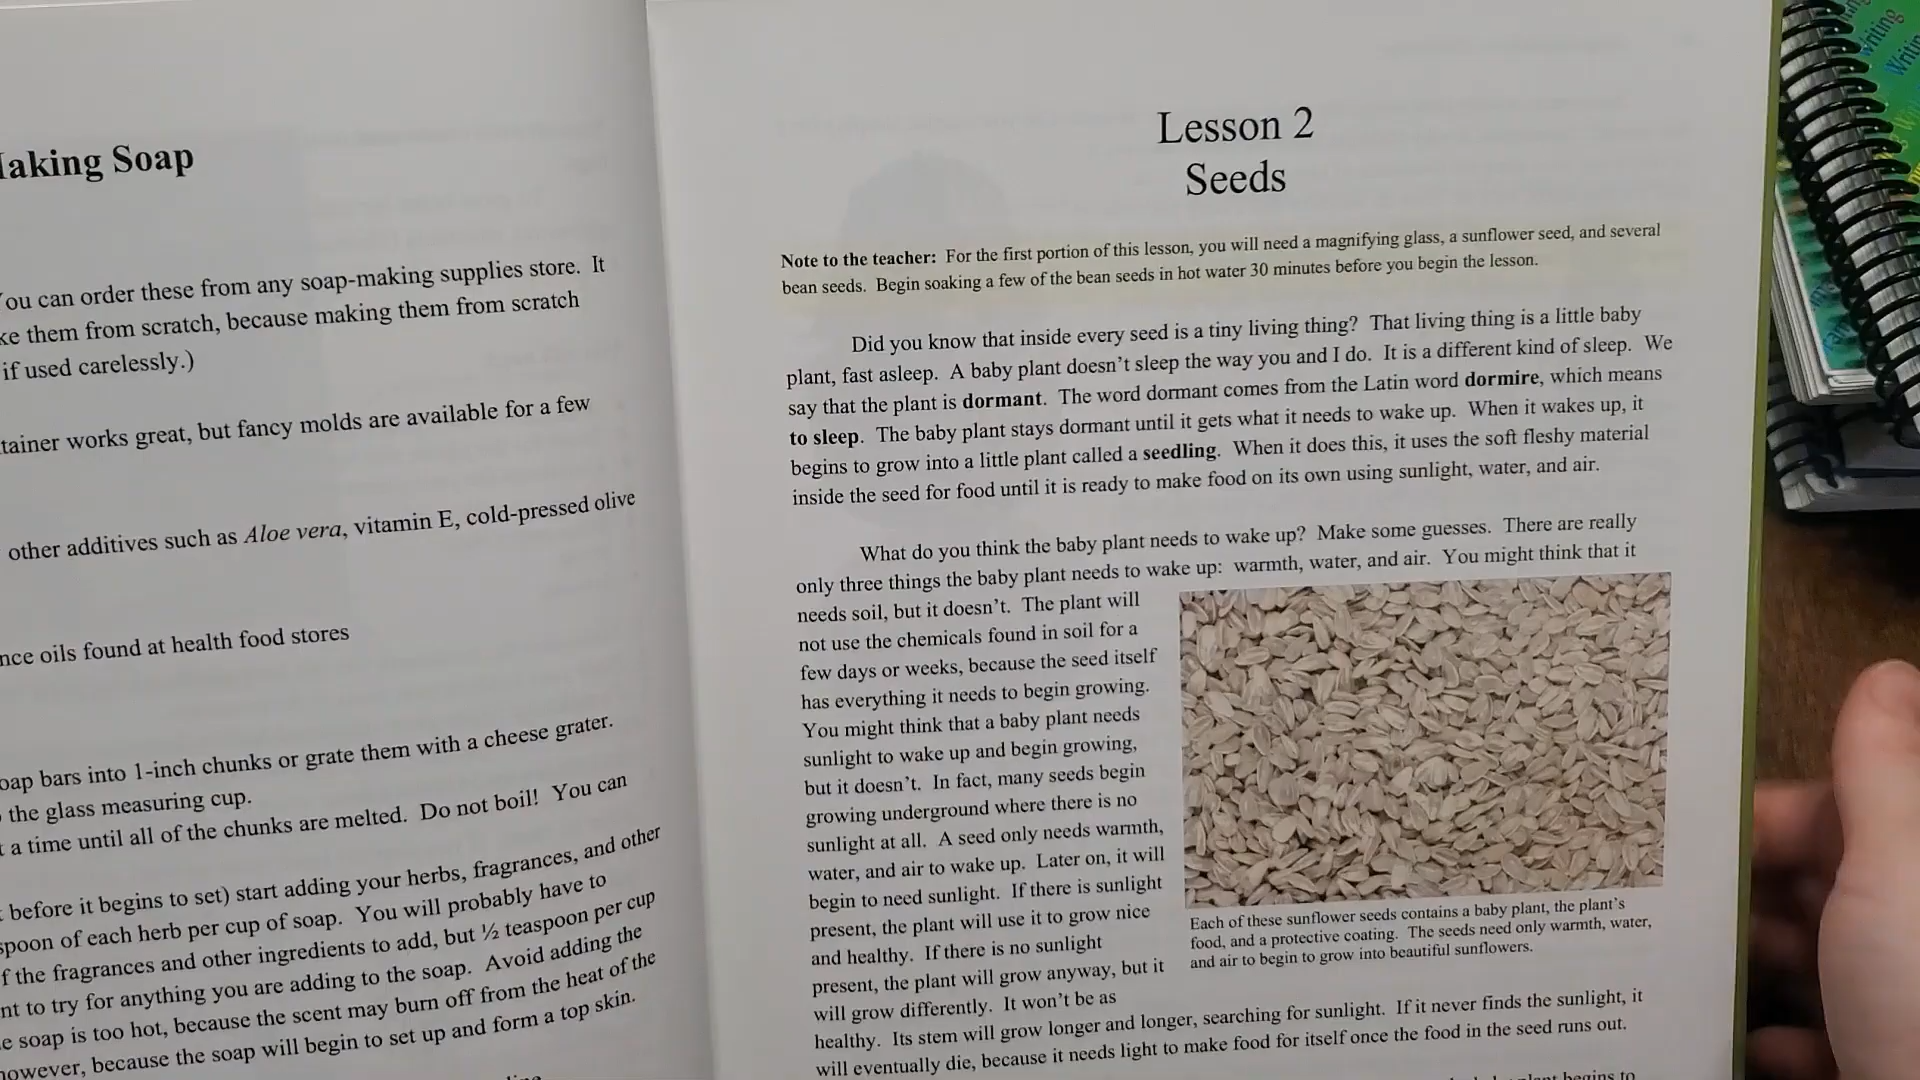 Making Soap
You can order these from any soap-making supplies store. It
them from scratch, because making them from scratch
if used carelessly.)
works great, but fancy molds are available for a few
other additives such as Aloe vera, vitamin E, cold-pressed olive
oils found at health food stores
bars into 1-inch chunks or grate them with a cheese grater.
the glass measuring cup.
a time until all of the chunks are melted. Do not boil! You can
before it begins to set) start adding your herbs, fragrances, and other
of each herb per cup of soap. You will probably have to
the fragrances and other ingredients to add, but ½ teaspoon per cup
to try for anything you are adding to the soap. Avoid adding the
soap is too hot, because the scent may burn off from the heat of the
however, because the soap will begin to set up and form a top skin.
Lesson 2
Seeds
Note to the teacher: For the first portion of this lesson, you will need a magnifying glass, a sunflower seed, and several
bean seeds. Begin soaking a few of the bean seeds in hot water 30 minutes before you begin the lesson.
Did you know that inside every seed is a tiny living thing? That living thing is a little baby
plant, fast asleep. A baby plant doesn't sleep the way you and I do. It is a different kind of sleep. We
say that the plant is dormant. The word dormant comes from the Latin word dormire, which means
to sleep. The baby plant stays dormant until it gets what it needs to wake up. When it wakes up, it
begins to grow into a little plant called a seedling. When it does this, it uses the soft fleshy material
inside the seed for food until it is ready to make food on its own using sunlight, water, and air.
What do you think the baby plant needs to wake up? Make some guesses. There are really
only three things the baby plant needs to wake up: warmth, water, and air. You might think that it
needs soil, but it doesn't. The plant will
not use the chemicals found in soil for a
few days or weeks, because the seed itself
has everything it needs to begin growing.
You might think that a baby plant needs
sunlight to wake up and begin growing,
but it doesn't. In fact, many seeds begin
growing underground where there is no
sunlight at all. A seed only needs warmth,
water, and air to wake up. Later on, it will
begin to need sunlight. If there is sunlight
present, the plant will use it to grow nice
and healthy. If there is no sunlight
present, the plant will grow anyway, but it
will grow differently. It won't be as
healthy. Its stem will grow longer and longer, searching for sunlight. If it never finds the sunlight, it
will eventually die, because it needs light to make food for itself once the food in the seed runs out.
plant begins to
Each of these sunflower seeds contains a baby plant, the plant's
food, and a protective coating. The seeds need only warmth, water,
and air to begin to grow into beautiful sunflowers.
Writing